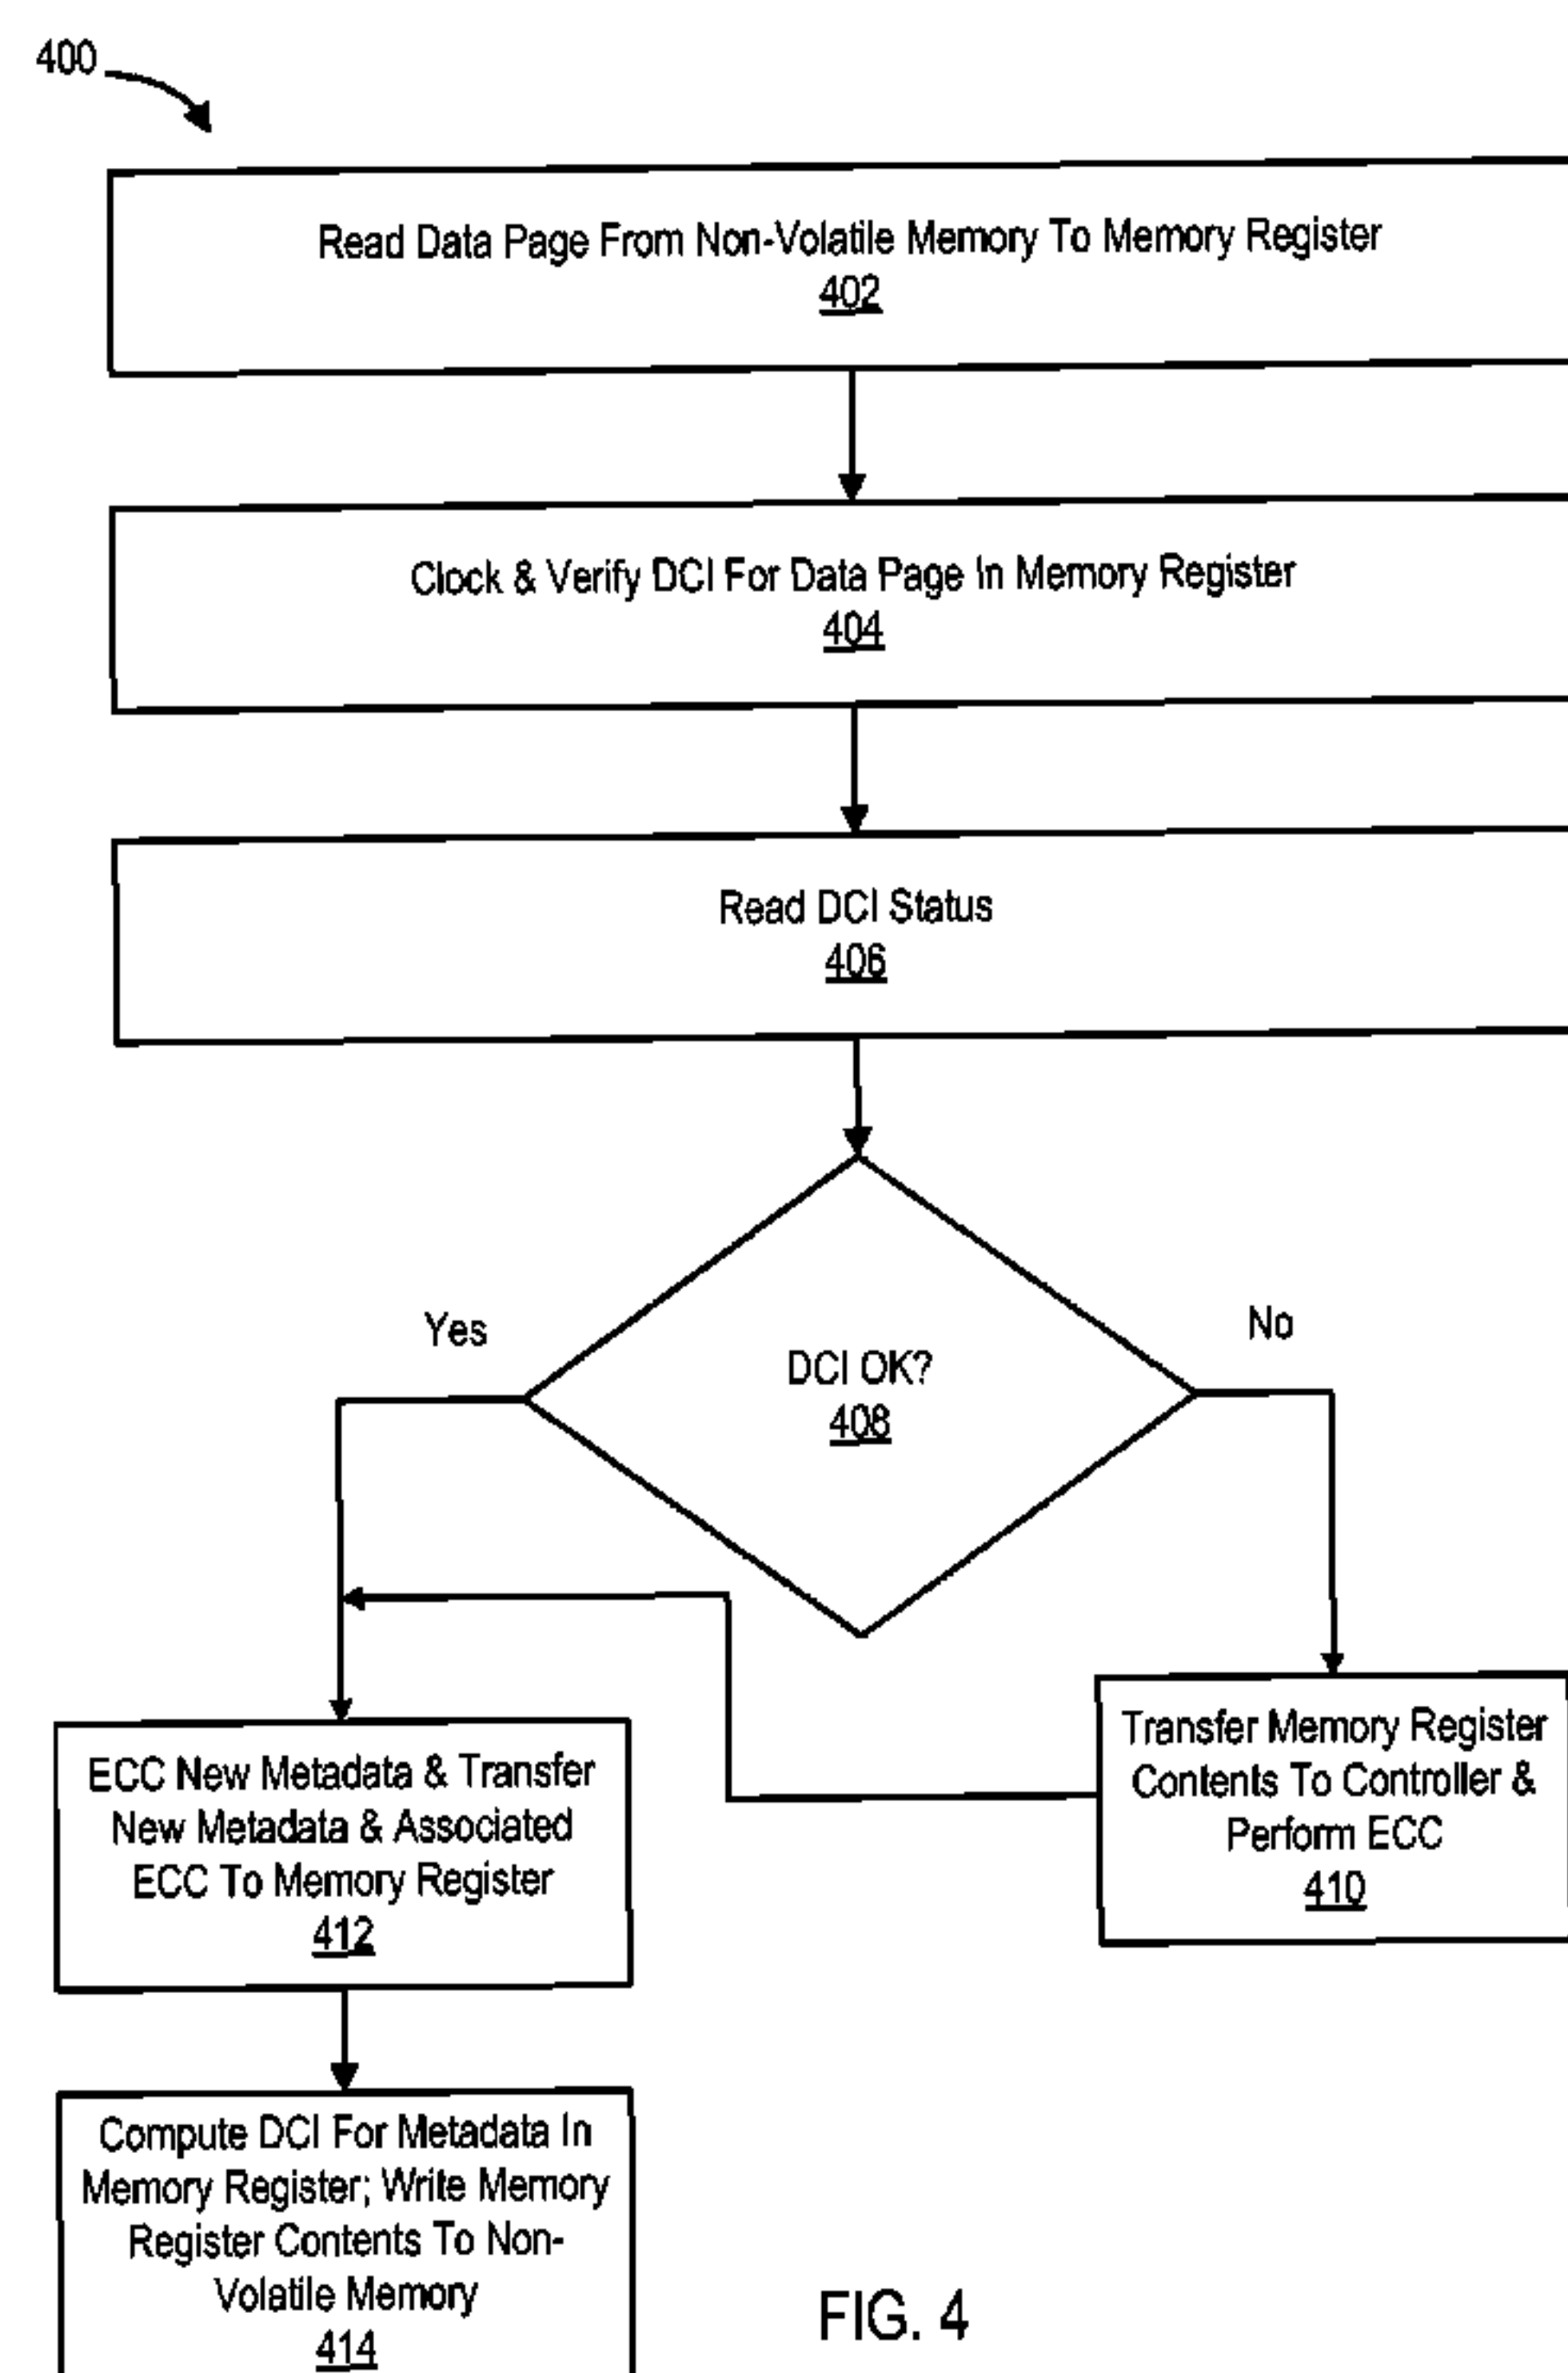 400
Read Data Page From Non-Volatile Memory To Memory Register
402
Clock & Verify DCI For Data Page In Memory Register
404
Read DCI Status
406
Yes
No
DCI OK?
408
Transfer Memory Register
Contents To Controller &
Perform ECC
410
ECC New Metadata & Transfer
New Metadata & Associated
ECC To Memory Register
412
Compute DCI For Metadata In
Memory Register; Write Memory
Register Contents To Non-
Volatile Memory
414
FIG. 4